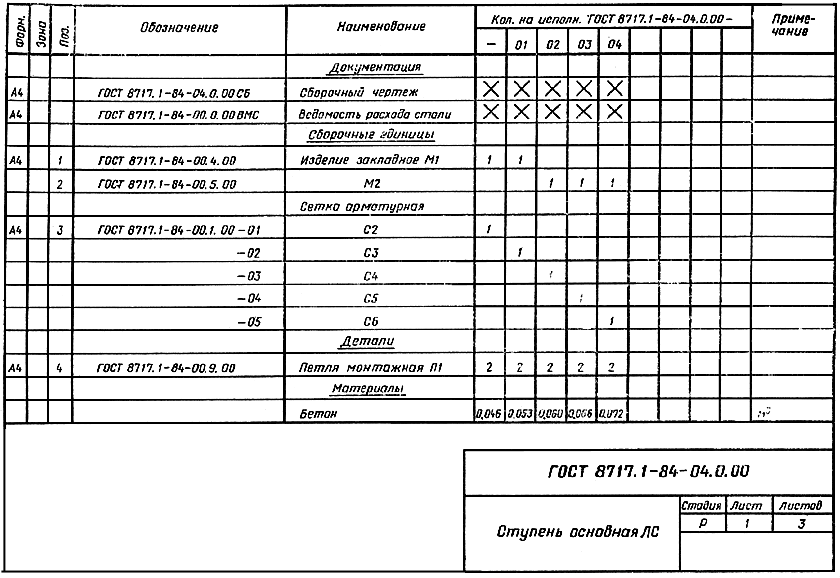 Форм. Зона Поз. Обозначение Наименование Кол. на исполн. ГОСТ 8717.1-84-04.0.00- Приме-
чание
— 01 02 03 04
Документация
А4 ГОСТ 8717.1-84-04.0.00 СБ Сборочный чертеж X X X X X
А4 ГОСТ 8717.1-84-00.0.00 ВМС Ведомость расхода стали X X X X X
Сборочные единицы
А4 1 ГОСТ 8717.1-84-00.4.00 Изделие закладное М1 1 1
2 ГОСТ 8717.1-84-00.5.00 М2 1 1 1
Сетка арматурная
А4 3 ГОСТ 8717.1-84-00.1.00-01 С2 1
-02 С3 1
-03 С4 1
-04 С5 1
-05 С6 1
Детали
А4 4 ГОСТ 8717.1-84-00.9.00 Петля монтажная П1 2 2 2 2 2
Материалы
Бетон 0,046 0,053 0,060 0,066 0,072 м³
ГОСТ 8717.1-84-04.0.00
Ступень основная ЛС
Стадия Лист Листов
Р 1 3